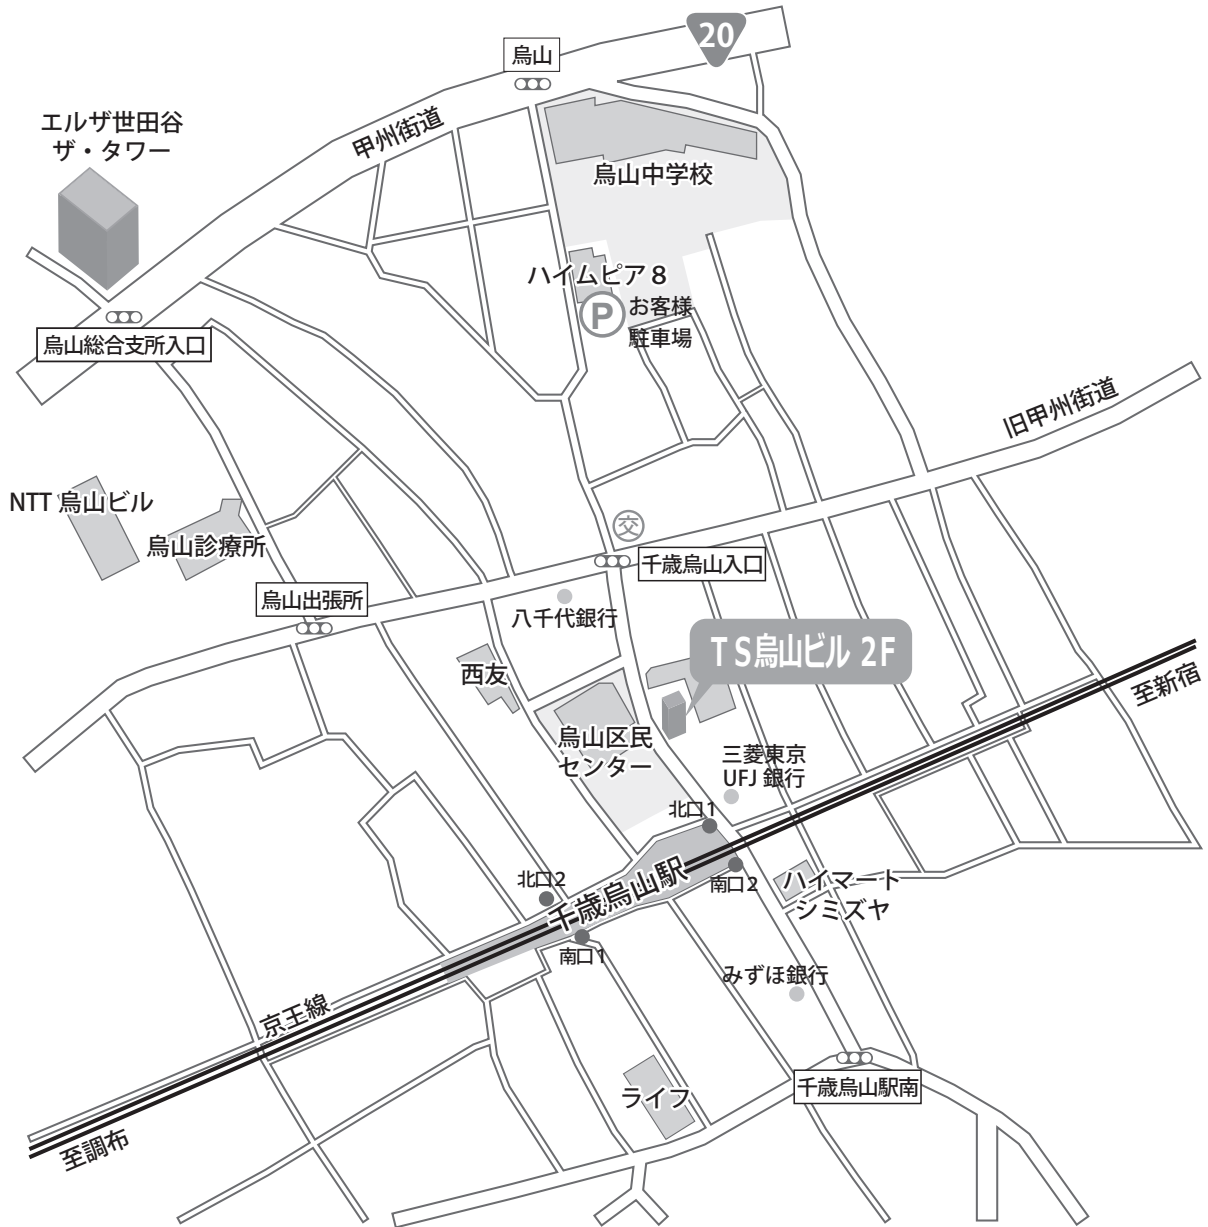 20
烏山
エルザ世田谷
ザ・タワー
甲州街道
烏山中学校
ハイムピア８
P
お客様
駐車場
烏山総合支所入口
旧甲州街道
NTT 烏山ビル
烏山診療所
交
千歳烏山入口
烏山出張所
八千代銀行
ＴＳ烏山ビル 2F
西友
至新宿
烏山区民
センター
三菱東京
UFJ 銀行
北口1
千歳烏山駅
北口2
南口2
ハイマート
シミズヤ
南口1
みずほ銀行
京王線
千歳烏山駅南
ライフ
至調布